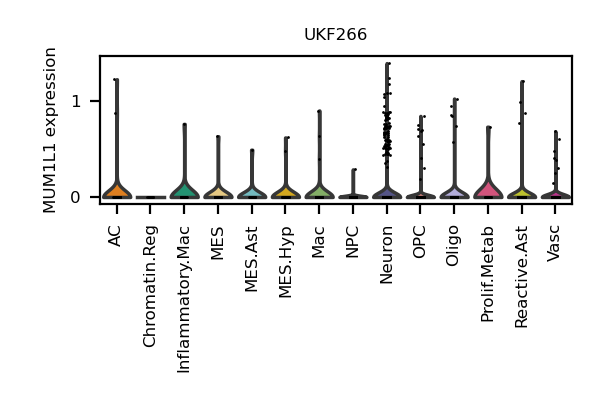 UKF266
MUM1L1 expression
1
0
AC
Chromatin.Reg
Inflammatory.Mac
MES
MES.Ast
MES.Hyp
Mac
NPC
Neuron
OPC
Oligo
Prolif.Metab
Reactive.Ast
Vasc